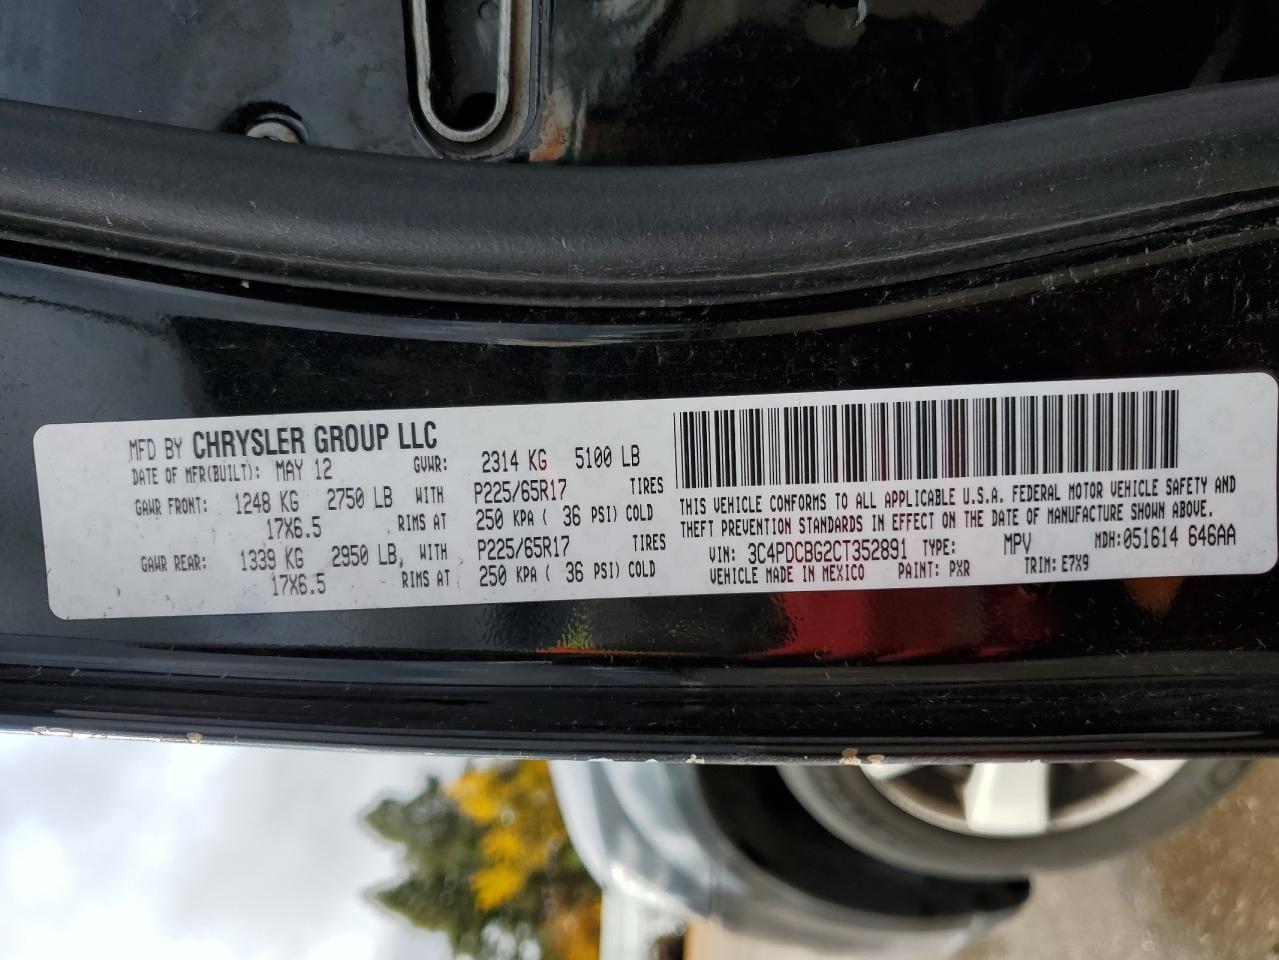 MFD BY CHRYSLER GROUP LLC
DATE OF MFR(BUILT): MAY 12 GVWR: 2314 KG 5100 LB
GAWR FRONT: 1248 KG 2750 LB WITH P225/65R17 TIRES
17X6.5 RIMS AT 250 KPA ( 36 PSI) COLD
GAWR REAR: 1339 KG 2950 LB, WITH P225/65R17 TIRES
17X6.5 RIMS AT 250 KPA ( 36 PSI) COLD
THIS VEHICLE CONFORMS TO ALL APPLICABLE U.S.A. FEDERAL MOTOR VEHICLE SAFETY AND
THEFT PREVENTION STANDARDS IN EFFECT ON THE DATE OF MANUFACTURE SHOWN ABOVE.
VIN: 3C4PDCBG2CT352891 TYPE: MPV MDH:051614 646AA
VEHICLE MADE IN MEXICO PAINT: PXR TRIM: E7X9